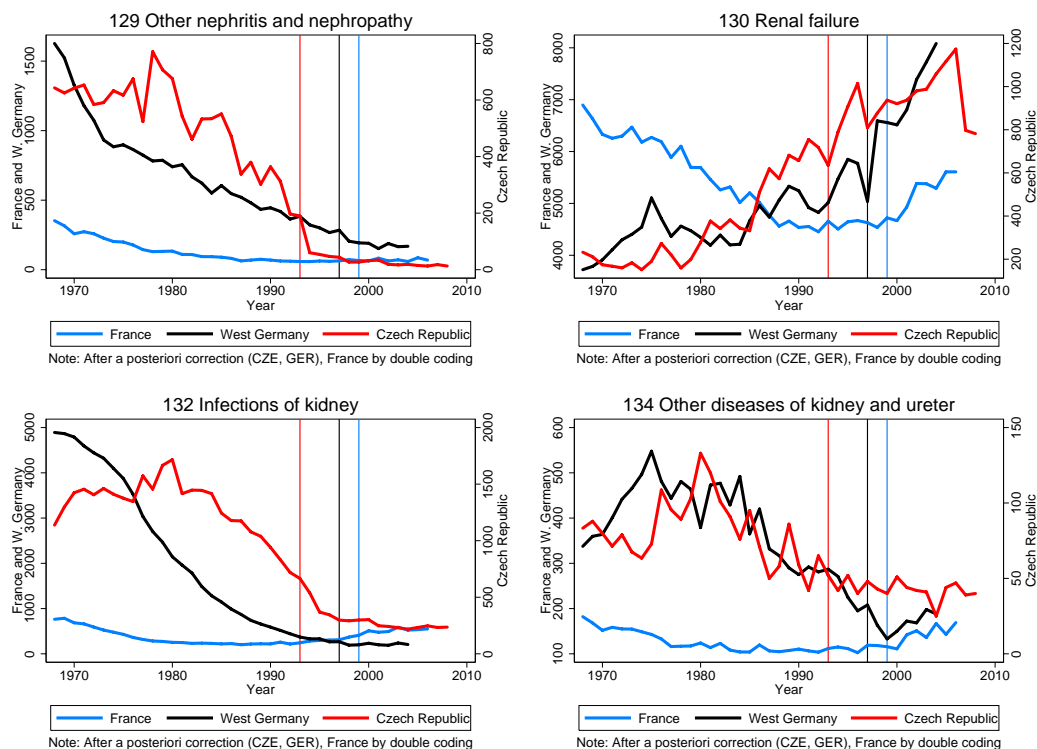 129 Other nephritis and nephropathy
France and W. Germany
0 500 1000 1500
Czech Republic
0 200 400 600 800
1970 1980 1990 2000 2010
Year
France West Germany Czech Republic
Note: After a posteriori correction (CZE, GER), France by double coding
130 Renal failure
France and W. Germany
4000 5000 6000 7000 8000
Czech Republic
200 400 600 800 1000 1200
1970 1980 1990 2000 2010
Year
France West Germany Czech Republic
Note: After a posteriori correction (CZE, GER), France by double coding
132 Infections of kidney
France and W. Germany
0 1000 2000 3000 4000 5000
Czech Republic
0 500 1000 1500 2000
1970 1980 1990 2000 2010
Year
France West Germany Czech Republic
Note: After a posteriori correction (CZE, GER), France by double coding
134 Other diseases of kidney and ureter
France and W. Germany
100 200 300 400 500 600
Czech Republic
0 50 100 150
1970 1980 1990 2000 2010
Year
France West Germany Czech Republic
Note: After a posteriori correction (CZE, GER), France by double coding